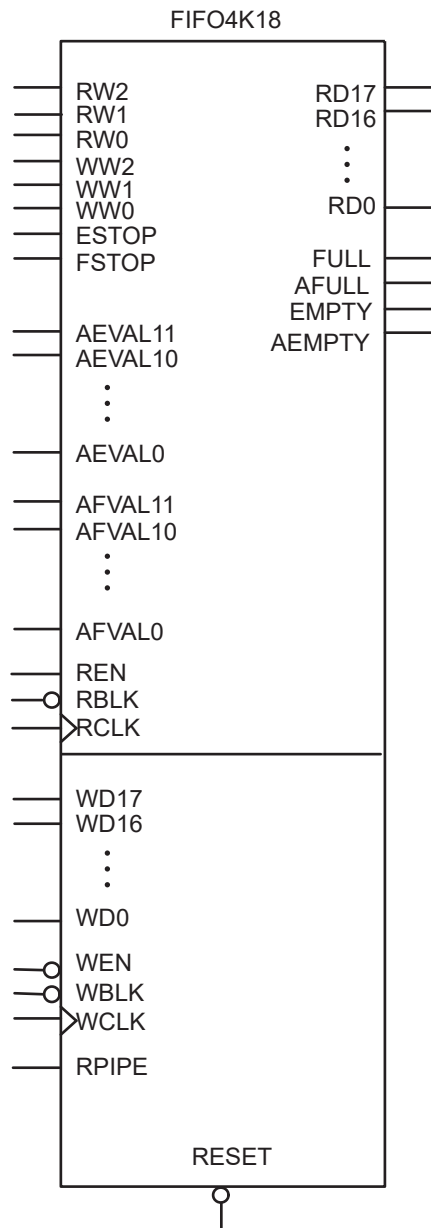 FIFO4K18
RW2
RW1
RW0
WW2
WW1
WW0
ESTOP
FSTOP
AEVAL11
AEVAL10
AEVAL0
AFVAL11
AFVAL10
AFVAL0
REN
RBLK
RCLK
RD17
RD16
RD0
FULL
AFULL
EMPTY
AEMPTY
WD17
WD16
WD0
WEN
WBLK
WCLK
RPIPE
RESET